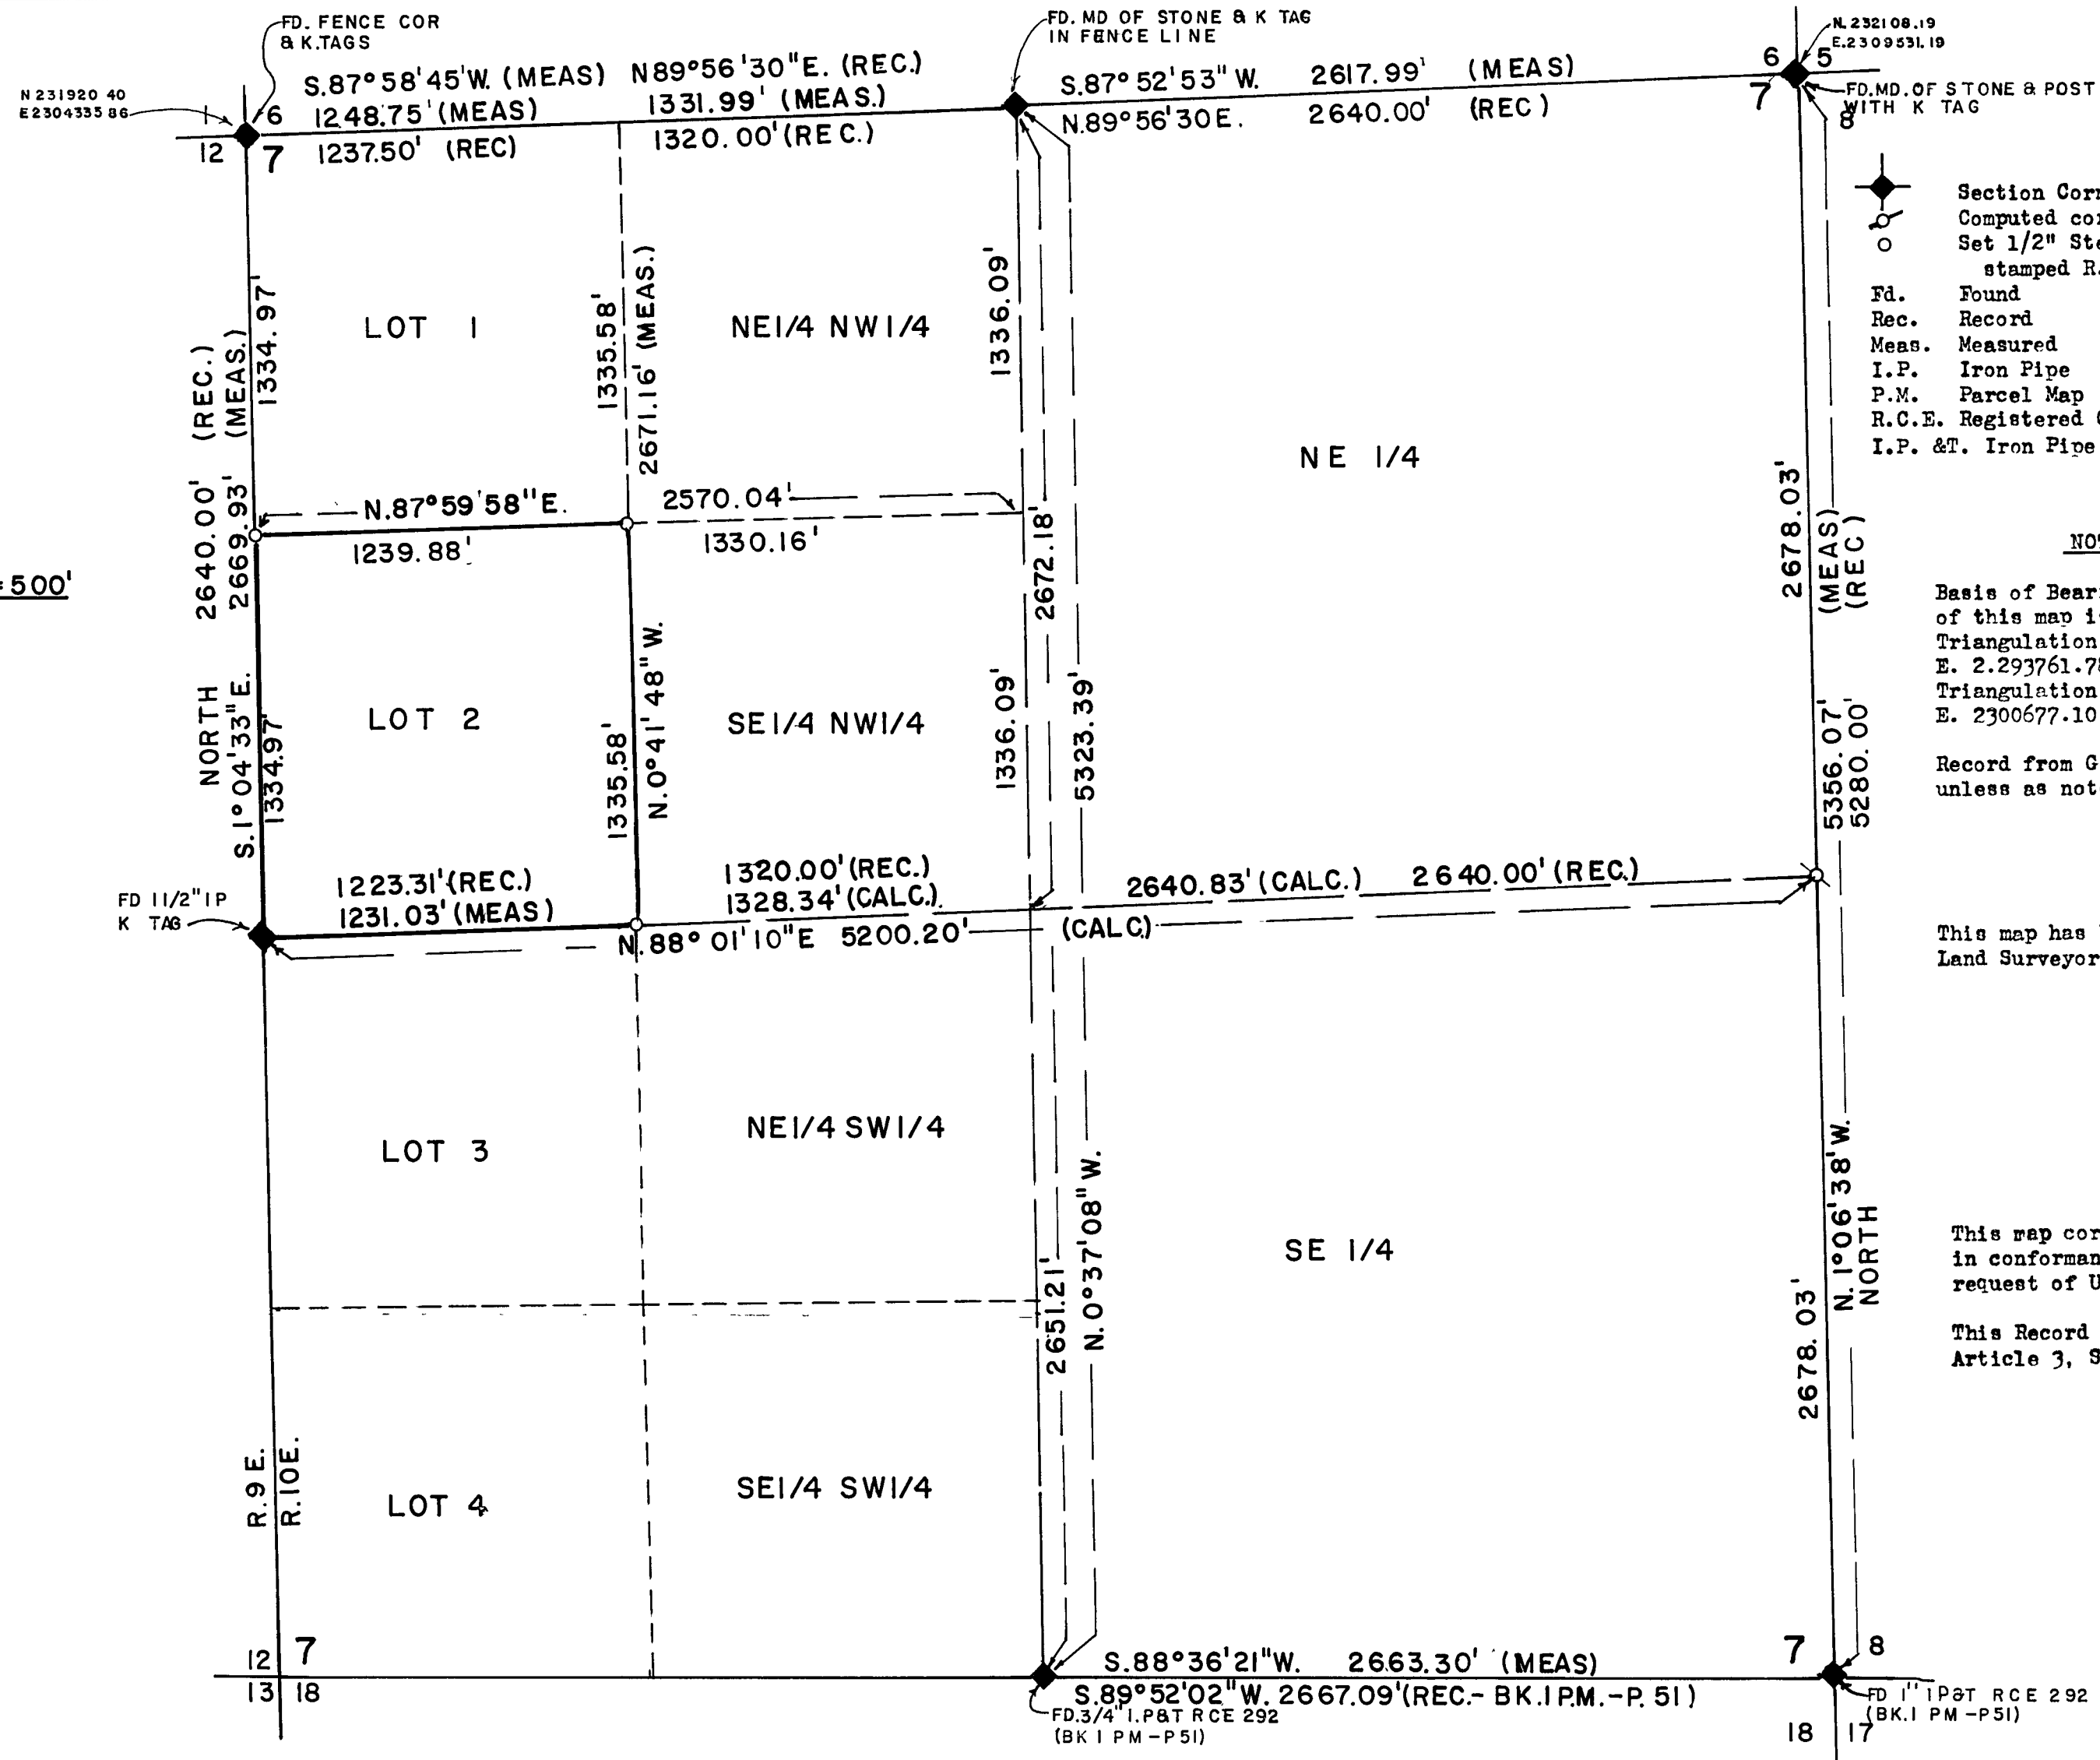 FD. FENCE COR
& K.TAGS
FD. MD OF STONE & K TAG
IN FENCE LINE
N. 232108.19
E. 2309531.19
N 231920 40
E 2304335 86
6 5
7 8
FD. MD. OF STONE & POST
WITH K TAG
S.87°58'45'W. (MEAS) N89°56'30"E. (REC.)
1248.75' (MEAS) 1331.99' (MEAS.)
1237.50' (REC) 1320.00' (REC.)
S.87°52'53" W. 2617.99' (MEAS)
N.89°56'30E. 2640.00' (REC)
1 6
12 7
Section Corn
Computed cor
Set 1/2" Ste
stamped R.
Fd. Found
Rec. Record
Meas. Measured
I.P. Iron Pipe
P.M. Parcel Map
R.C.E. Registered C
I.P. &T. Iron Pipe
LOT 1
NE1/4 NW1/4
NE 1/4
1334.97'
1335.58'
2671.16' (MEAS.)
1336.09'
2640.00' (REC.)
2669.93' (MEAS.)
NORTH
S.1°04'33"E.
1334.97'
N.87°59'58"E. 2570.04'
1239.88' 1330.16'
=500'
2672.18'
5323.39'
2678.03'
(MEAS)
(REC)
5356.07'
5280.00'
NO
Basis of Bear
of this map i
Triangulation
E. 2.293761.78
Triangulation
E. 2300677.10
Record from G
unless as not
LOT 2
SE1/4 NW1/4
1335.58'
N.0°41'48" W.
1336.09'
FD 1 1/2" IP
K TAG
1223.31' (REC.)
1231.03' (MEAS)
1320.00' (REC.)
1328.34' (CALC.)
2640.83' (CALC.) 2640.00' (REC.)
N.88°01'10"E 5200.20' (CALC.)
This map has
Land Surveyor
LOT 3
NE1/4 SW1/4
SE 1/4
2651.21'
N.0°37'08" W.
2678.03'
N.1°06'38'W.
NORTH
This map cor
in conforman
request of U
This Record
Article 3, S
R.9E.
R.10E.
LOT 4
SE1/4 SW1/4
12 7
13 18
S.88°36'21"W. 2663.30' (MEAS)
S.89°52'02"W. 2667.09' (REC.- BK.1 P.M.-P. 51)
7 8
18 17
FD.3/4" I.P&T RCE 292
(BK 1 PM -P51)
FD 1" IP&T RCE 292
(BK.1 PM -P51)